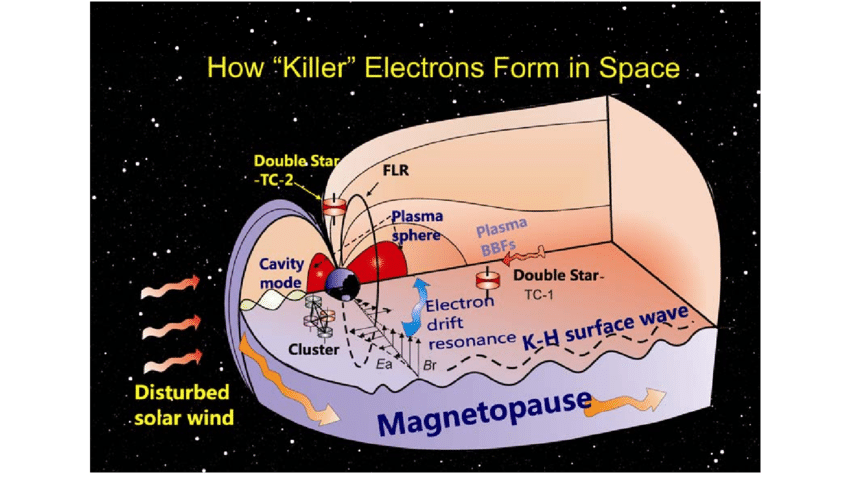 How “Killer” Electrons Form in Space
Double Star
-TC-2
FLR
Plasma
sphere
Plasma
BBFs
Cavity
mode
Double Star-
TC-1
Electron
drift
resonance
K-H surface wave
Cluster
Ea
Br
Disturbed
solar wind
Magnetopause